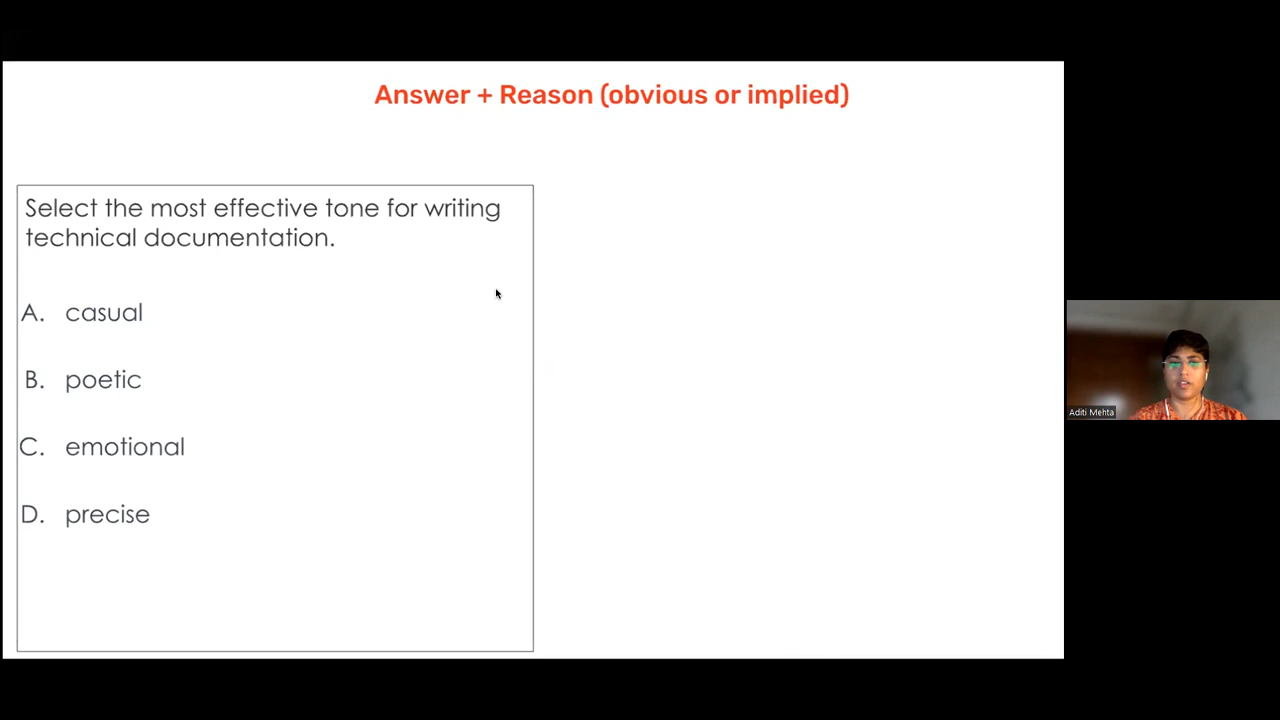 Answer + Reason (obvious or implied)
Select the most effective tone for writing
technical documentation.
A. casual
B. poetic
C. emotional
D. precise
Aditi Mehta